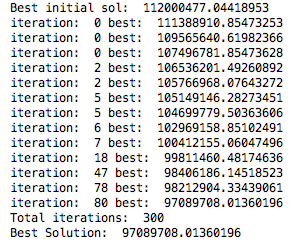 Best initial sol:  112000477.04418953
iteration:  0 best:  111388910.85473253
iteration:  0 best:  109565640.61982366
iteration:  0 best:  107496781.85473628
iteration:  2 best:  106536201.49260892
iteration:  2 best:  105766968.07643272
iteration:  5 best:  105149146.28273451
iteration:  5 best:  104699779.50363606
iteration:  6 best:  102969158.85102491
iteration:  7 best:  100412155.06047496
iteration:  18 best:  99811460.48174636
iteration:  47 best:  98406186.14518523
iteration:  78 best:  98212904.33439061
iteration:  80 best:  97089708.01360196
Total iterations:  300
Best Solution:  97089708.01360196